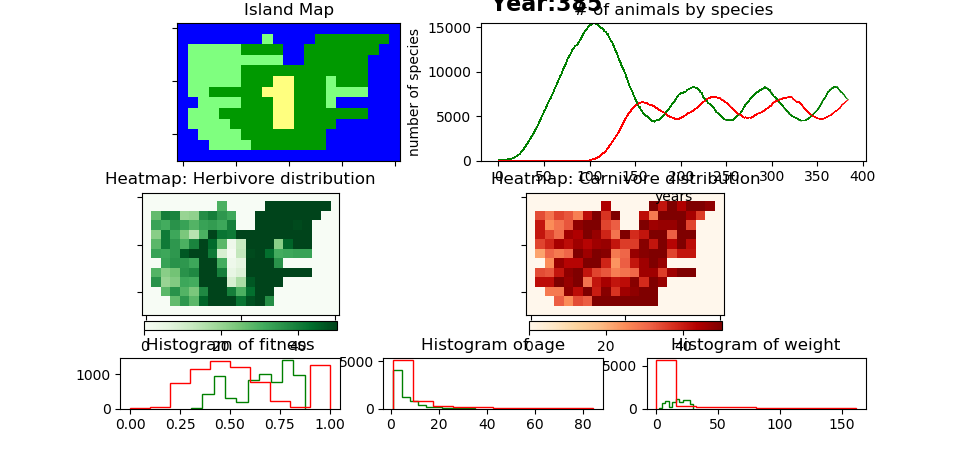 Year:385
Island Map
# of animals by species
number of species
15000
10000
5000
0
0 50 100 150 200 250 300 350 400
years
Heatmap: Herbivore distribution
Heatmap: Carnivore distribution
0 20 40
0 20 40
Histogram of fitness
Histogram of age
Histogram of weight
1000
0
0.00 0.25 0.50 0.75 1.00
5000
0
0 20 40 60 80
5000
0
0 50 100 150